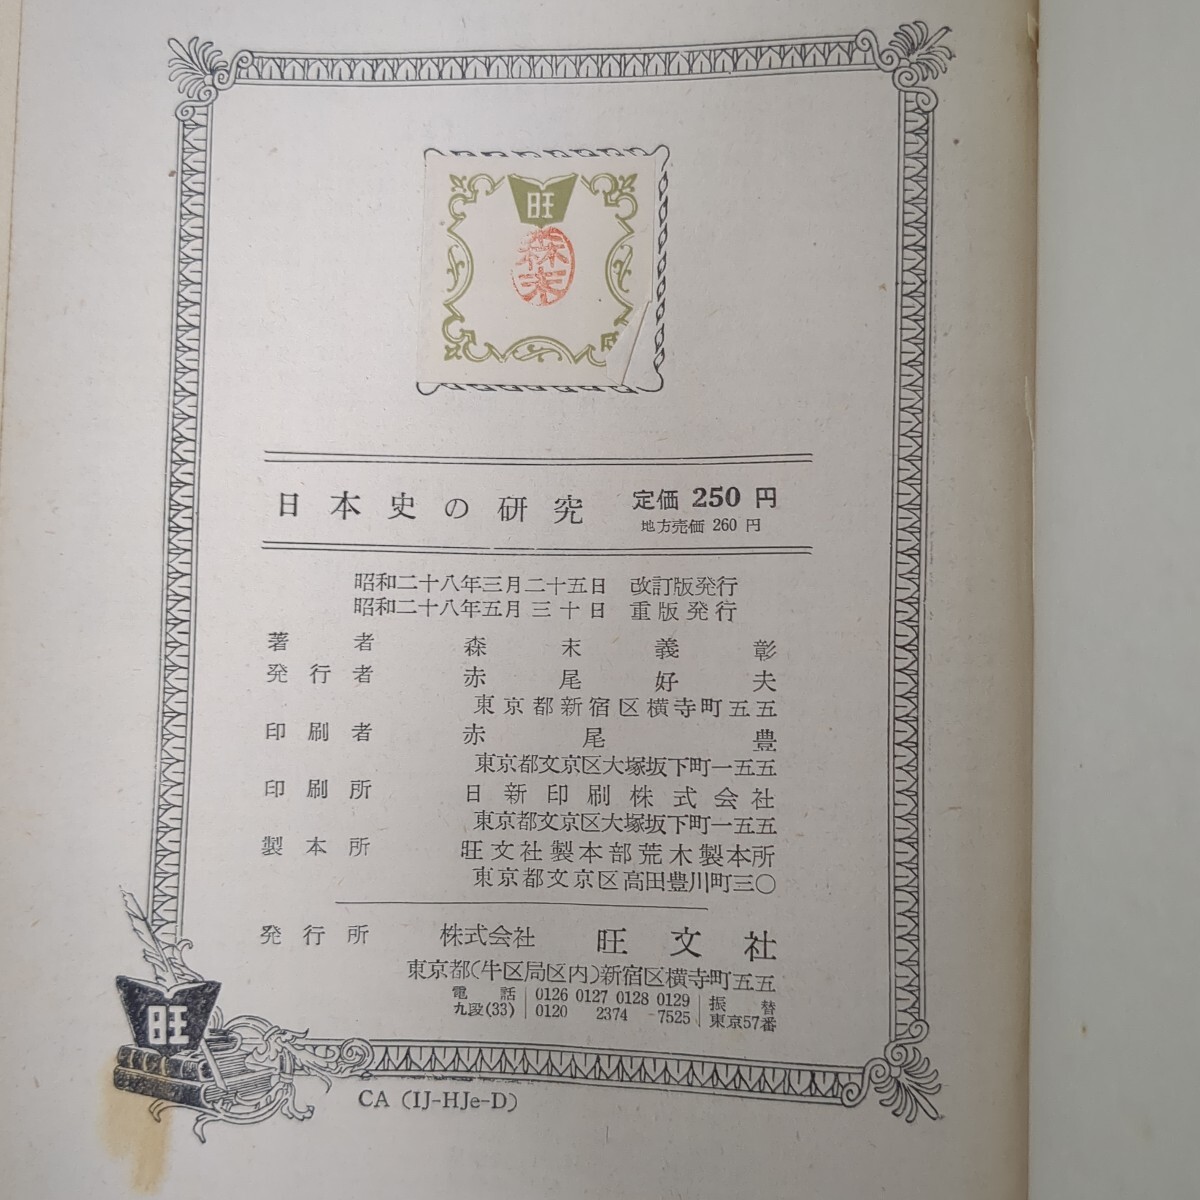 旺
森末
日本史の研究 定価 250 円
地方売価 260 円
昭和二十八年三月二十五日 改訂版発行
昭和二十八年五月三十日 重版発行
著者 森末義彰
発行者 赤尾好夫
東京都新宿区横寺町五五
印刷者 赤尾豊
東京都文京区大塚坂下町一五五
印刷所 日新印刷株式会社
東京都文京区大塚坂下町一五五
製本所 旺文社製本部荒木製本所
東京都文京区高田豊川町三〇
発行所 株式会社 旺文社
東京都(牛区局区内)新宿区横寺町五五
電話 0126 0127 0128 0129 振替
九段(33) 0120 2374 7525 東京57番
旺
CA (IJ-HJe-D)